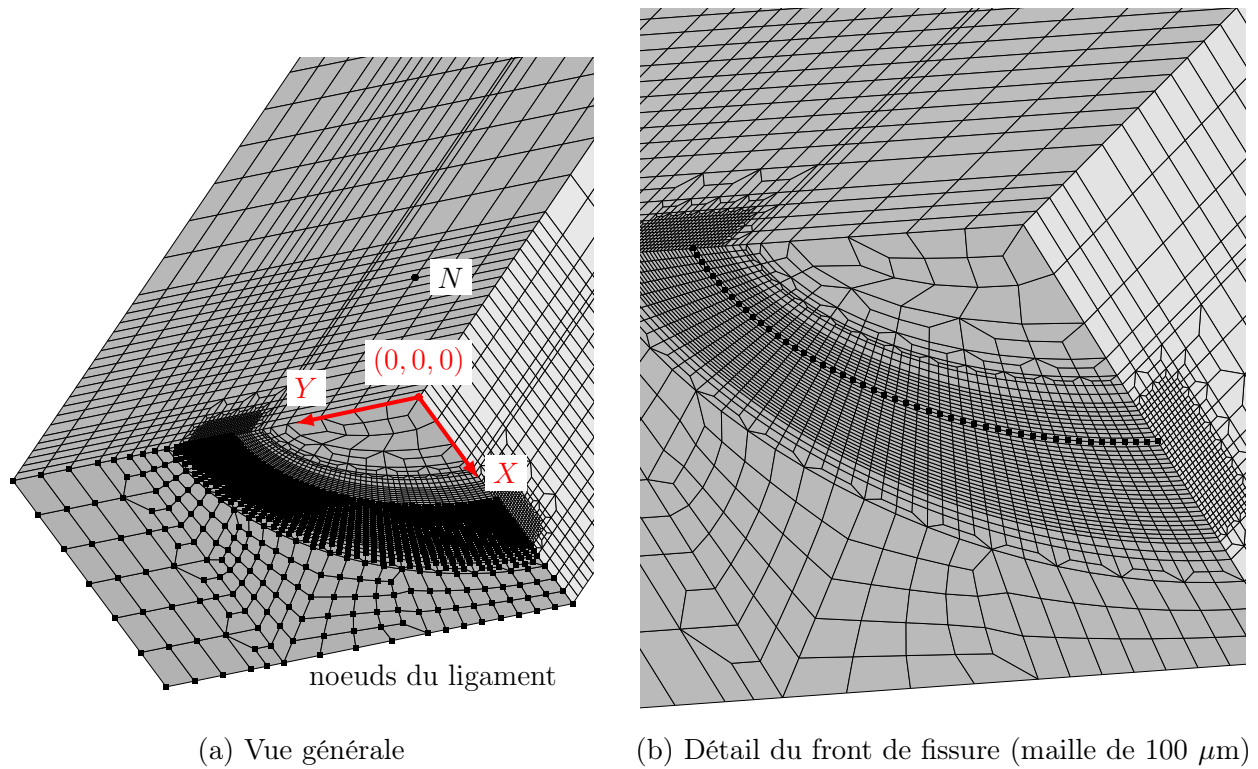 N
(0, 0, 0)
Y
X
noeuds du ligament
(a) Vue générale
(b) Détail du front de fissure (maille de 100 μm)